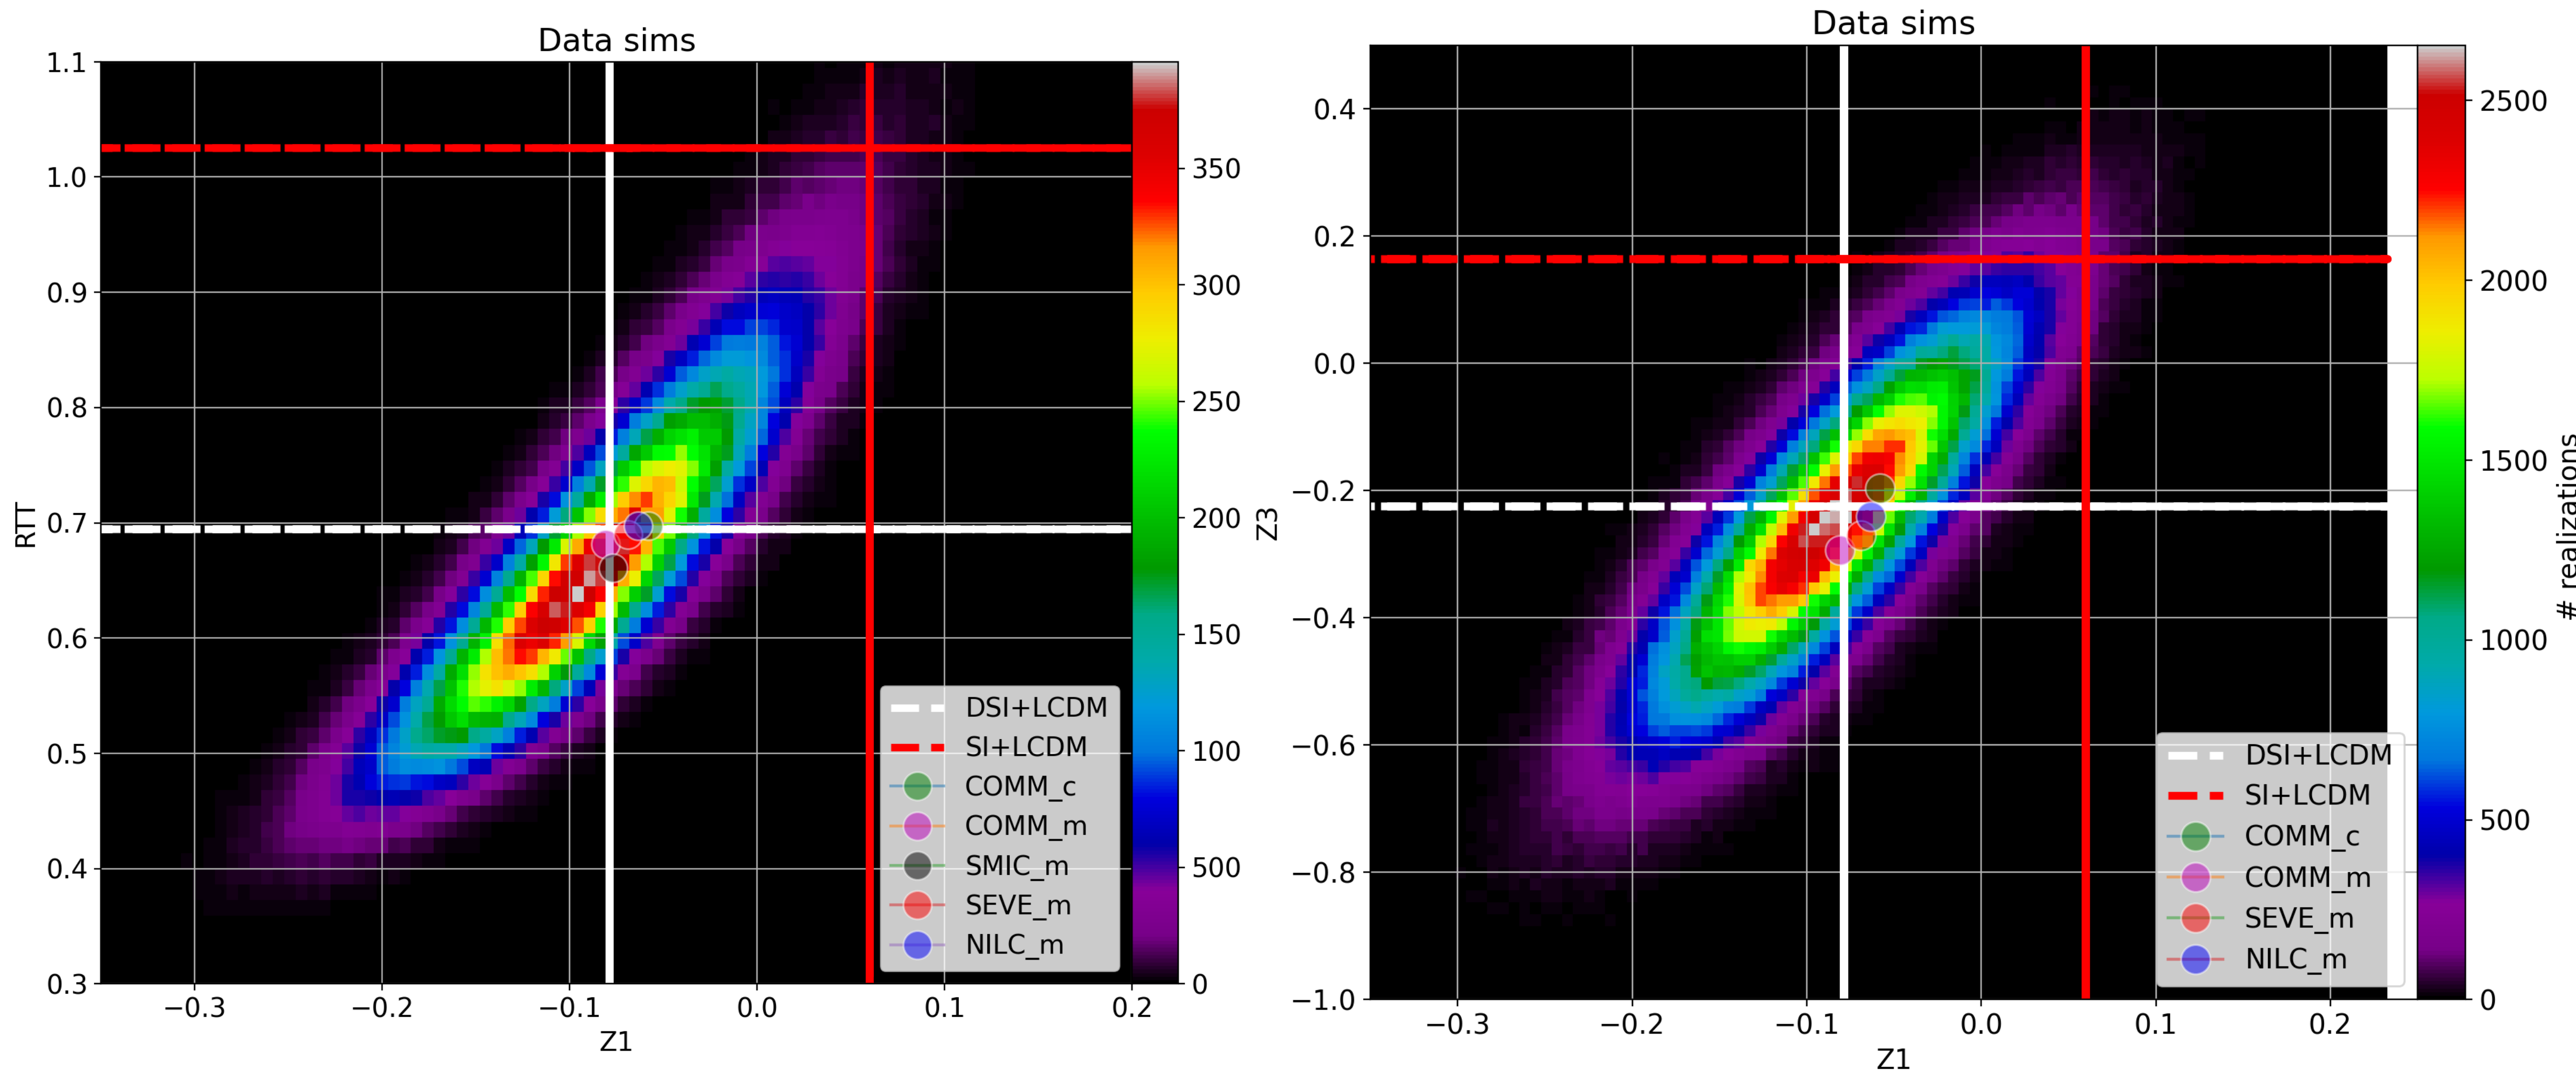 Data sims
1.1
1.0
0.9
0.8
0.7
0.6
0.5
0.4
0.3
RTT
−0.3
−0.2
−0.1
0.0
0.1
0.2
Z1
350
300
250
200
150
100
500
0
DSI+LCDM
SI+LCDM
COMM_c
COMM_m
SMIC_m
SEVE_m
NILC_m
Data sims
0.4
0.2
0.0
−0.2
−0.4
−0.6
−0.8
−1.0
Z3
−0.3
−0.2
−0.1
0.0
0.1
0.2
Z1
2500
2000
1500
1000
500
0
# realizations
DSI+LCDM
SI+LCDM
COMM_c
COMM_m
SEVE_m
NILC_m